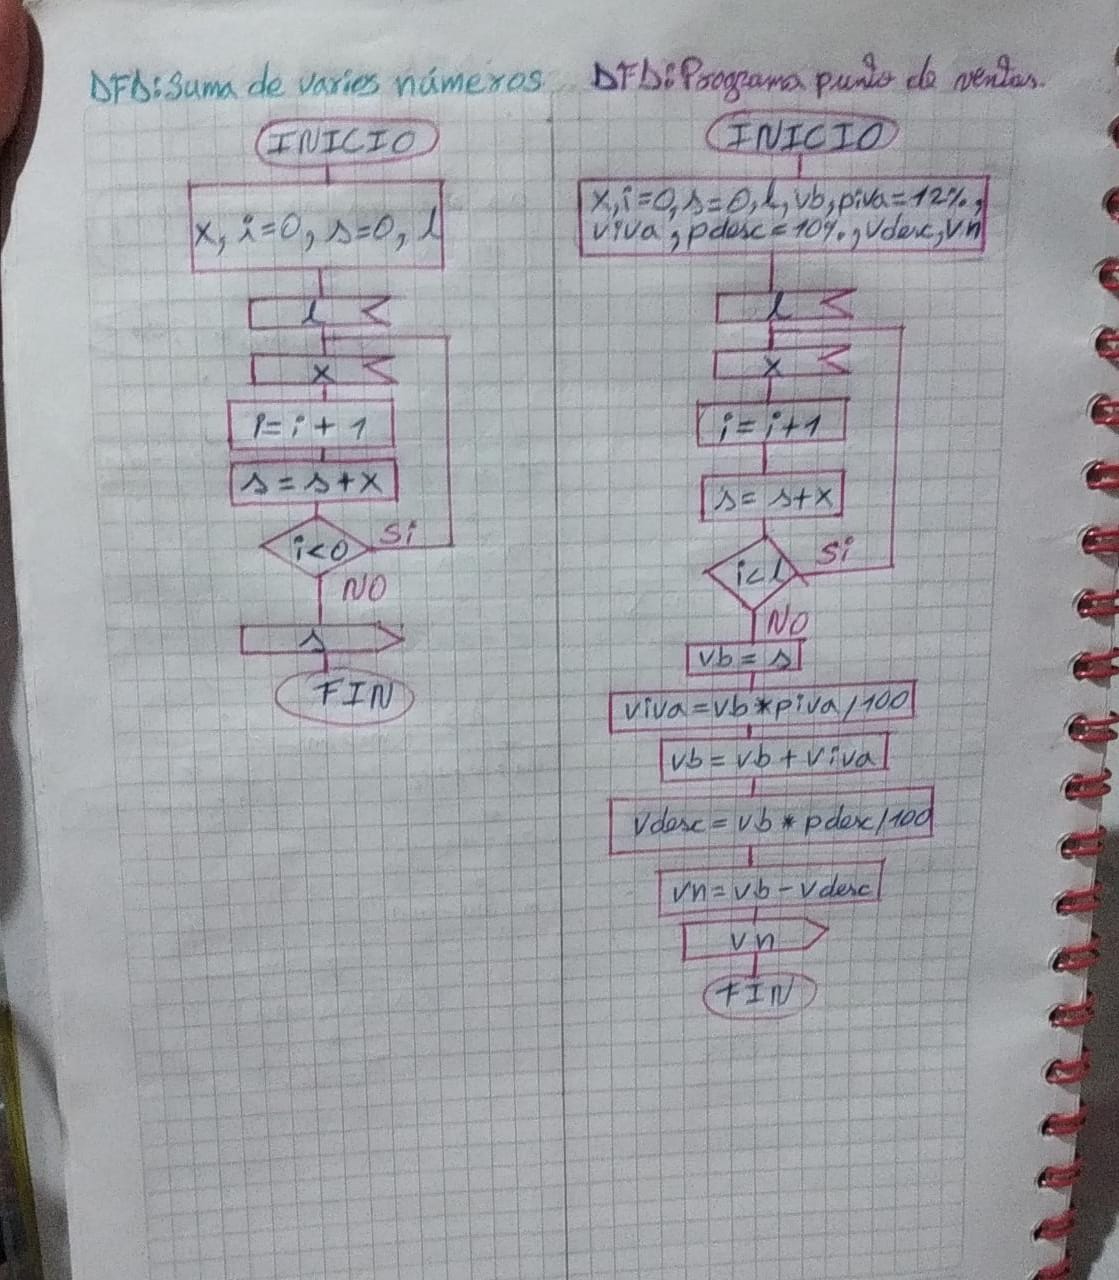 DFD: Suma de varies números
INICIO
x, i=0, s=0, l
l
x
i= i + 1
s = s+x
i<0
Si
NO
s
FIN
DFD: Programa punto de ventas.
INICIO
x, i=0, s=0, l, vb, piva=12%,
viva, pdesc=10%, vdesc, vn
l
x
i= i+1
s= s+x
i<l
Si
NO
vb = s
viva=vb*piva/100
vb = vb + viva
vdesc = vb * pdesc/100
vn = vb - vdesc
vn
FIN